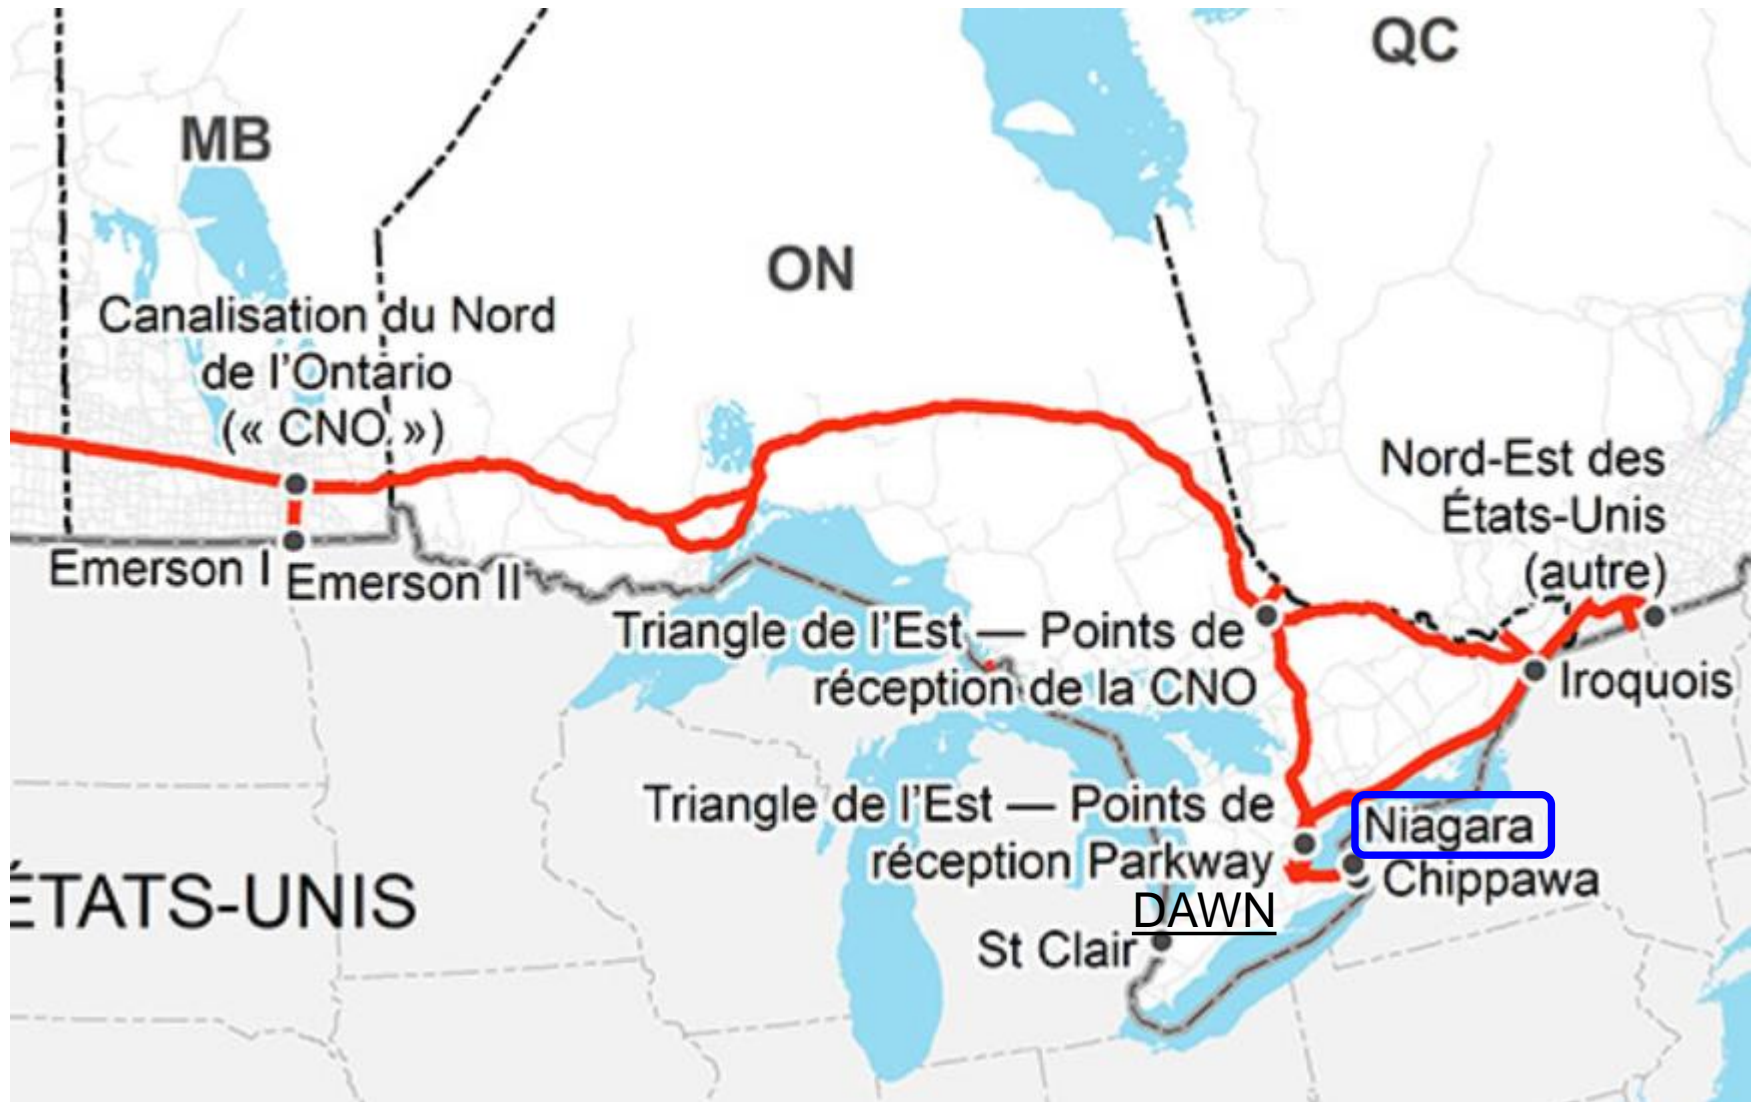 QC
MB
ON
Canalisation du Nord
de l’Ontario
(« CNO »)
Nord-Est des
États-Unis
(autre)
Emerson I
Emerson II
Triangle de l’Est — Points de
réception de la CNO
Iroquois
Triangle de l’Est — Points de
réception Parkway
Niagara
Chippawa
ÉTATS-UNIS
DAWN
St Clair